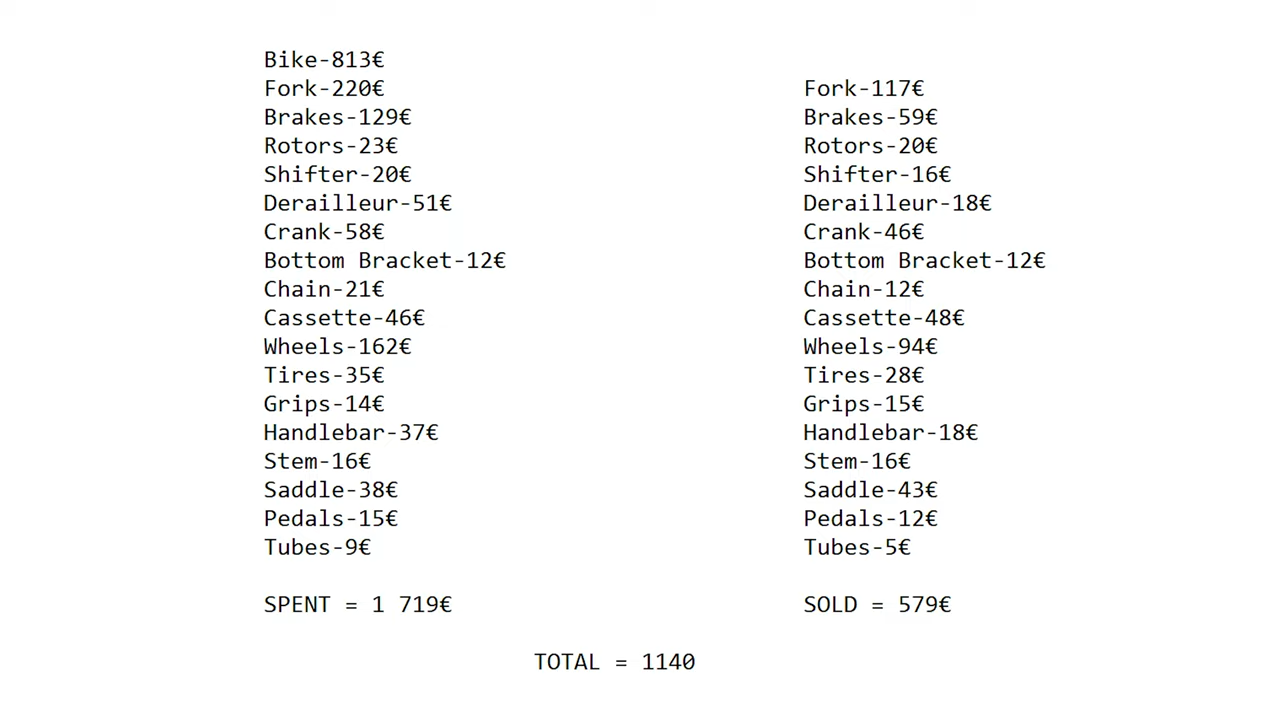 Bike-813€
Fork-220€
Brakes-129€
Rotors-23€
Shifter-20€
Derailleur-51€
Crank-58€
Bottom Bracket-12€
Chain-21€
Cassette-46€
Wheels-162€
Tires-35€
Grips-14€
Handlebar-37€
Stem-16€
Saddle-38€
Pedals-15€
Tubes-9€
SPENT = 1 719€
Fork-117€
Brakes-59€
Rotors-20€
Shifter-16€
Derailleur-18€
Crank-46€
Bottom Bracket-12€
Chain-12€
Cassette-48€
Wheels-94€
Tires-28€
Grips-15€
Handlebar-18€
Stem-16€
Saddle-43€
Pedals-12€
Tubes-5€
SOLD = 579€
TOTAL = 1140